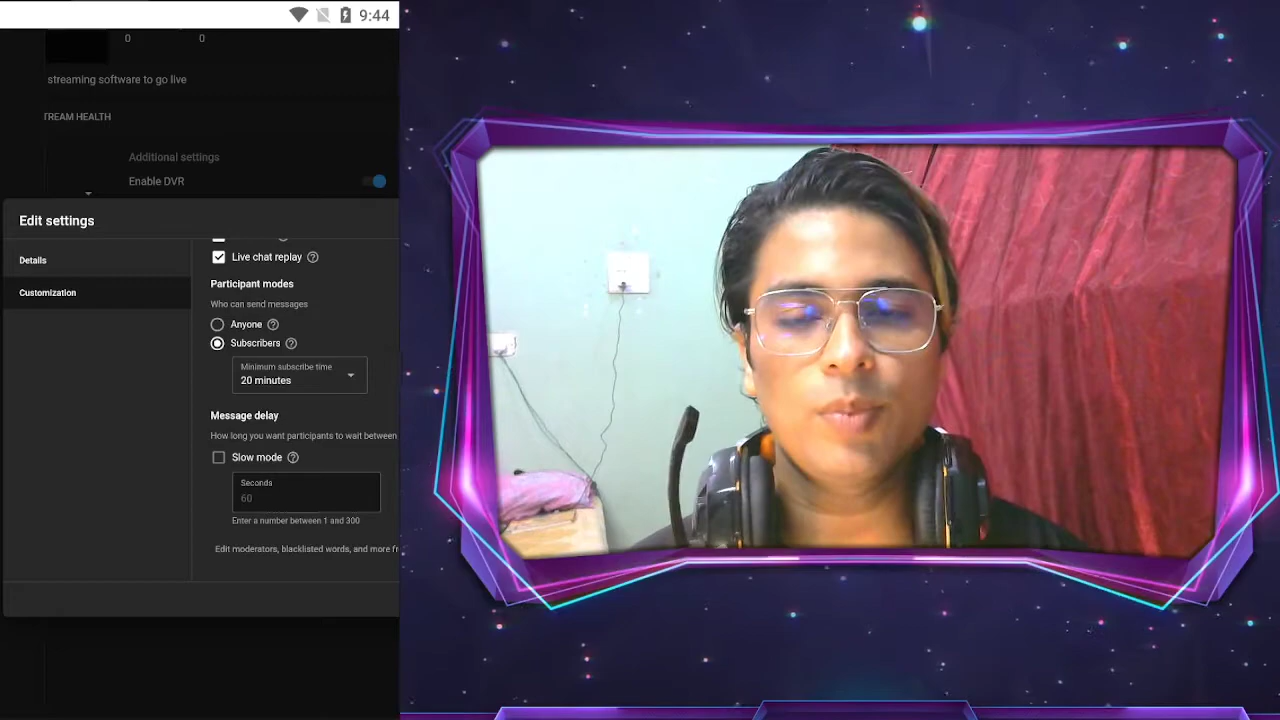 9:44
0 0
streaming software to go live
TREAM HEALTH
Additional settings
Enable DVR
Edit settings
Details
Customization
Live chat replay
Participant modes
Who can send messages
Anyone
Subscribers
Minimum subscribe time
20 minutes
Message delay
How long you want participants to wait between
Slow mode
Seconds
60
Enter a number between 1 and 300
Edit moderators, blacklisted words, and more fr